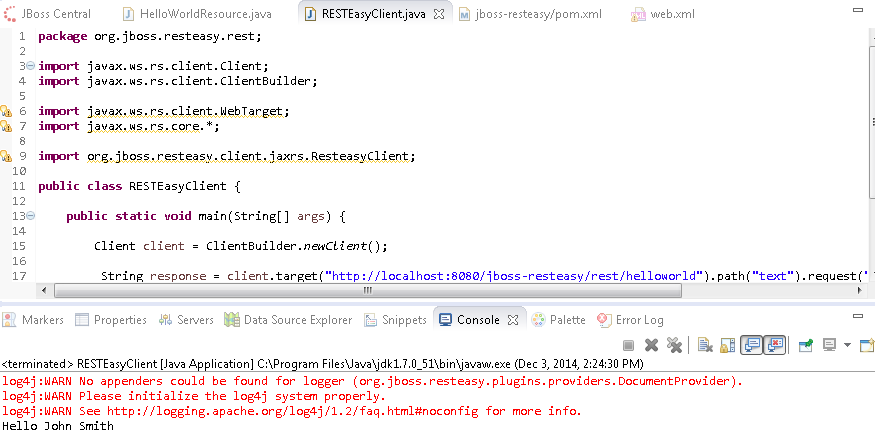 JBoss Central HelloWorldResource.java RESTEasyClient.java jboss-resteasy/pom.xml web.xml
1 package org.jboss.resteasy.rest;
2
3 import javax.ws.rs.client.Client;
4 import javax.ws.rs.client.ClientBuilder;
5
6 import javax.ws.rs.client.WebTarget;
7 import javax.ws.rs.core.*;
8
9 import org.jboss.resteasy.client.jaxrs.ResteasyClient;
10
11 public class RESTEasyClient {
12
13 public static void main(String[] args) {
14
15 Client client = ClientBuilder.newClient();
16
17 String response = client.target("http://localhost:8080/jboss-resteasy/rest/helloworld").path("text").request("
Markers Properties Servers Data Source Explorer Snippets Console Palette Error Log
<terminated> RESTEasyClient [Java Application] C:\Program Files\Java\jdk1.7.0_51\bin\javaw.exe (Dec 3, 2014, 2:24:30 PM)
log4j:WARN No appenders could be found for logger (org.jboss.resteasy.plugins.providers.DocumentProvider).
log4j:WARN Please initialize the log4j system properly.
log4j:WARN See http://logging.apache.org/log4j/1.2/faq.html#noconfig for more info.
Hello John Smith